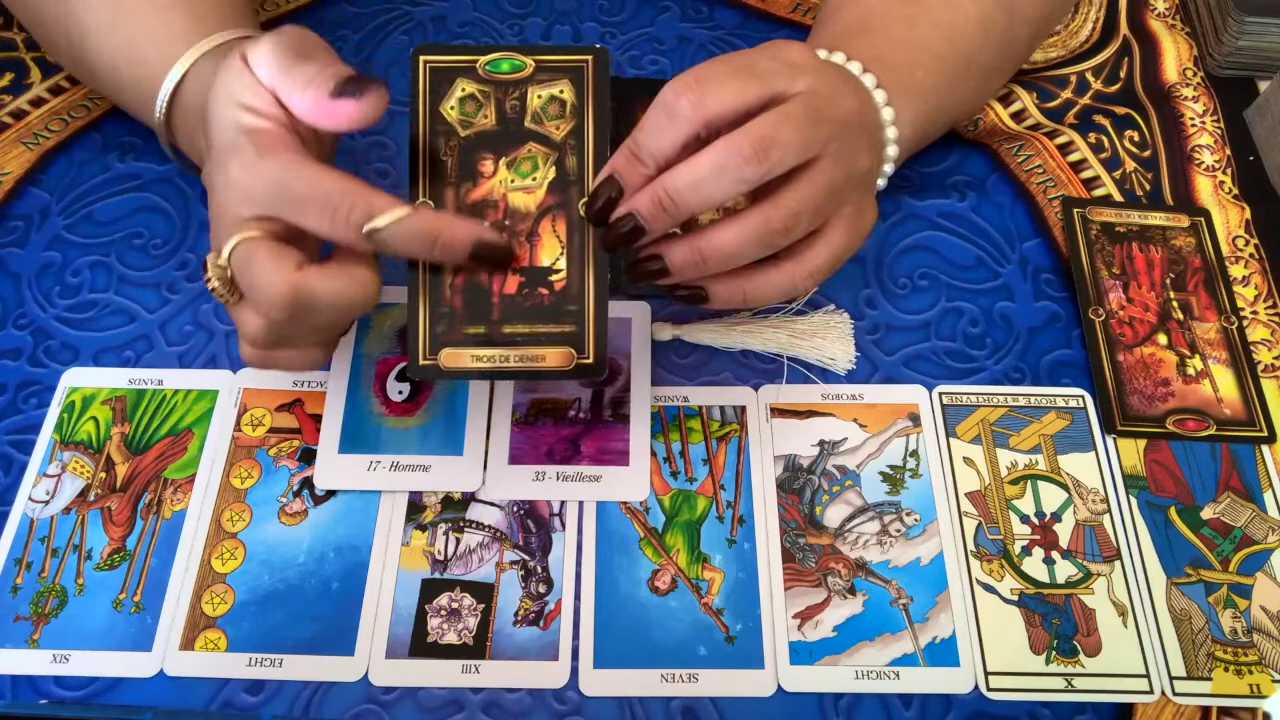 MOON
TROIS DE DENIER
CHEVALIER DE BATON
17 - Homme
33 - Vieillesse
WANDS
WANDS
SWORDS
LA·ROVE·DE·FORTVNE
SIX
EIGHT
XIII
SEVEN
KNIGHT
X
II